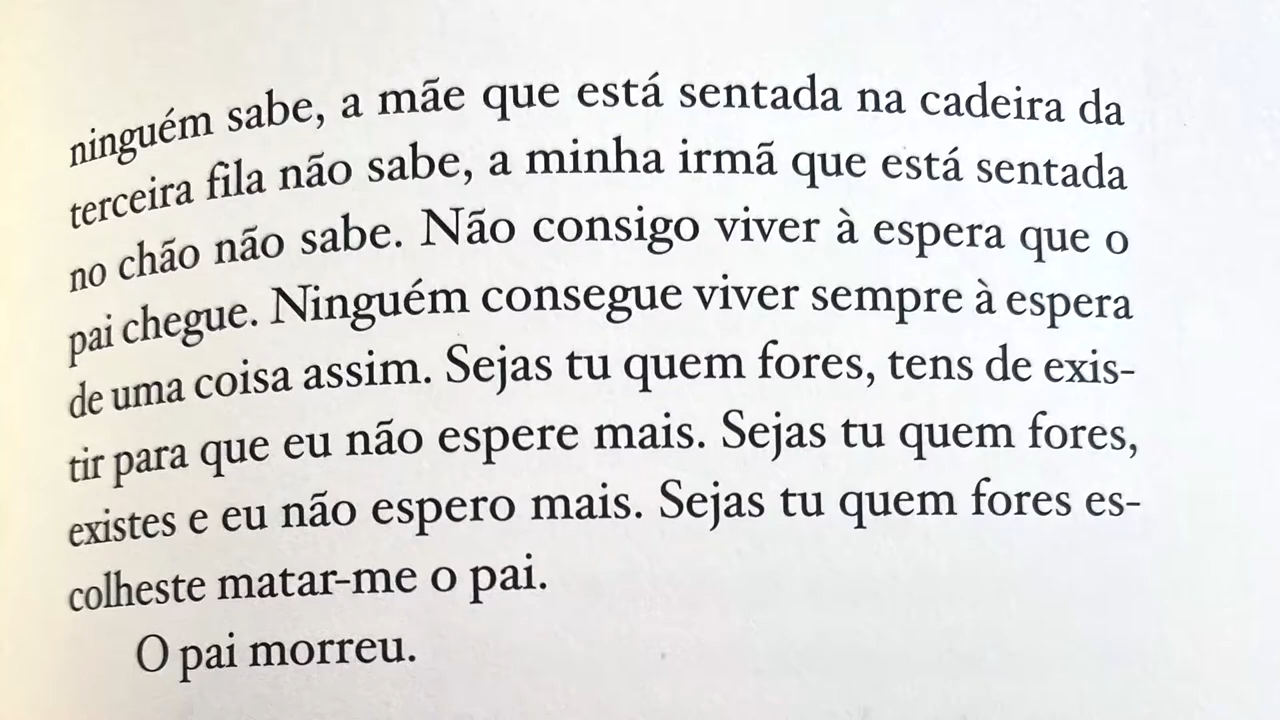 ninguém sabe, a mãe que está sentada na cadeira da
terceira fila não sabe, a minha irmã que está sentada
no chão não sabe. Não consigo viver à espera que o
pai chegue. Ninguém consegue viver sempre à espera
de uma coisa assim. Sejas tu quem fores, tens de exis-
tir para que eu não espere mais. Sejas tu quem fores,
existes e eu não espero mais. Sejas tu quem fores es-
colheste matar-me o pai.
O pai morreu.